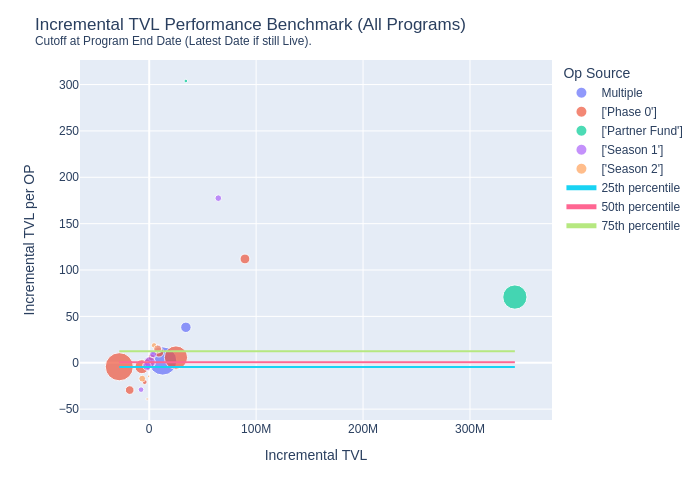 Incremental TVL Performance Benchmark (All Programs)
Cutoff at Program End Date (Latest Date if still Live).
Incremental TVL per OP
300
250
200
150
100
50
0
−50
0
100M
200M
300M
Incremental TVL
Op Source
Multiple
['Phase 0']
['Partner Fund']
['Season 1']
['Season 2']
25th percentile
50th percentile
75th percentile